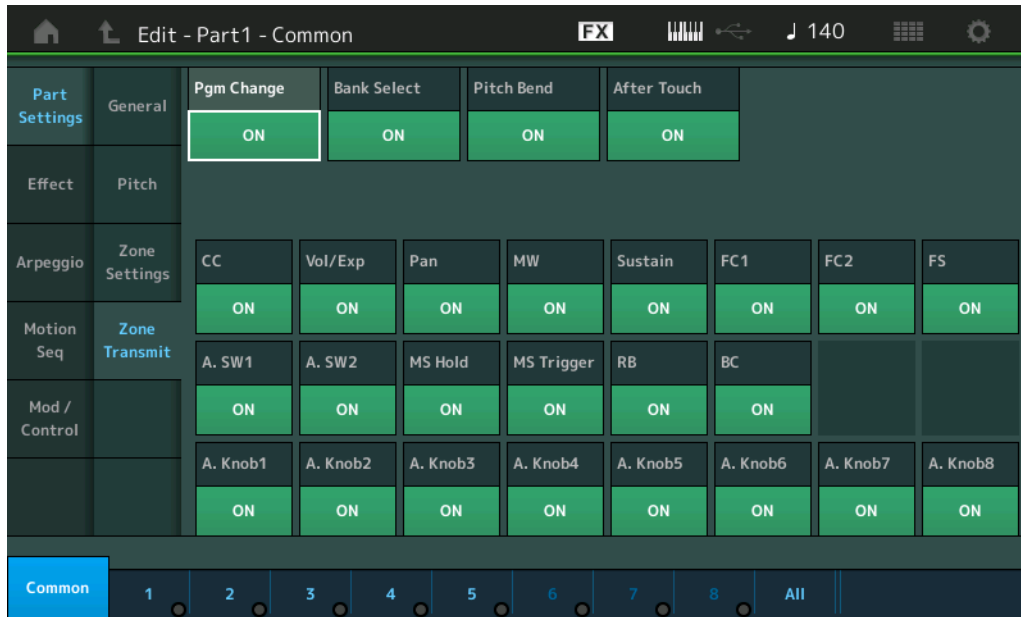 Edit - Part1 - Common
FX
140
Part
Settings
General
Pgm Change
Bank Select
Pitch Bend
After Touch
ON
ON
ON
ON
Effect
Pitch
Arpeggio
Zone
Settings
CC
Vol/Exp
Pan
MW
Sustain
FC1
FC2
FS
ON
ON
ON
ON
ON
ON
ON
ON
Motion
Seq
Zone
Transmit
A. SW1
A. SW2
MS Hold
MS Trigger
RB
BC
ON
ON
ON
ON
ON
ON
Mod /
Control
A. Knob1
A. Knob2
A. Knob3
A. Knob4
A. Knob5
A. Knob6
A. Knob7
A. Knob8
ON
ON
ON
ON
ON
ON
ON
ON
Common
1
2
3
4
5
6
7
8
All